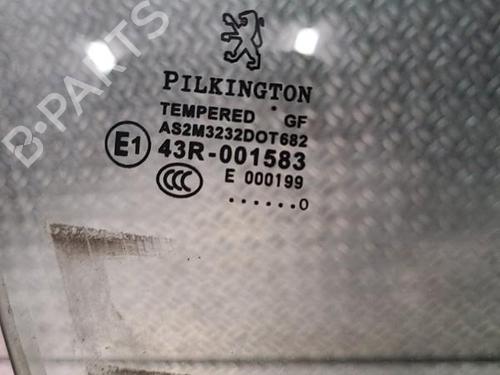 B-PARTS
PILKINGTON
TEMPERED GF
AS2M3232DOT682
E1 43R-001583
CCC E 000199
......0